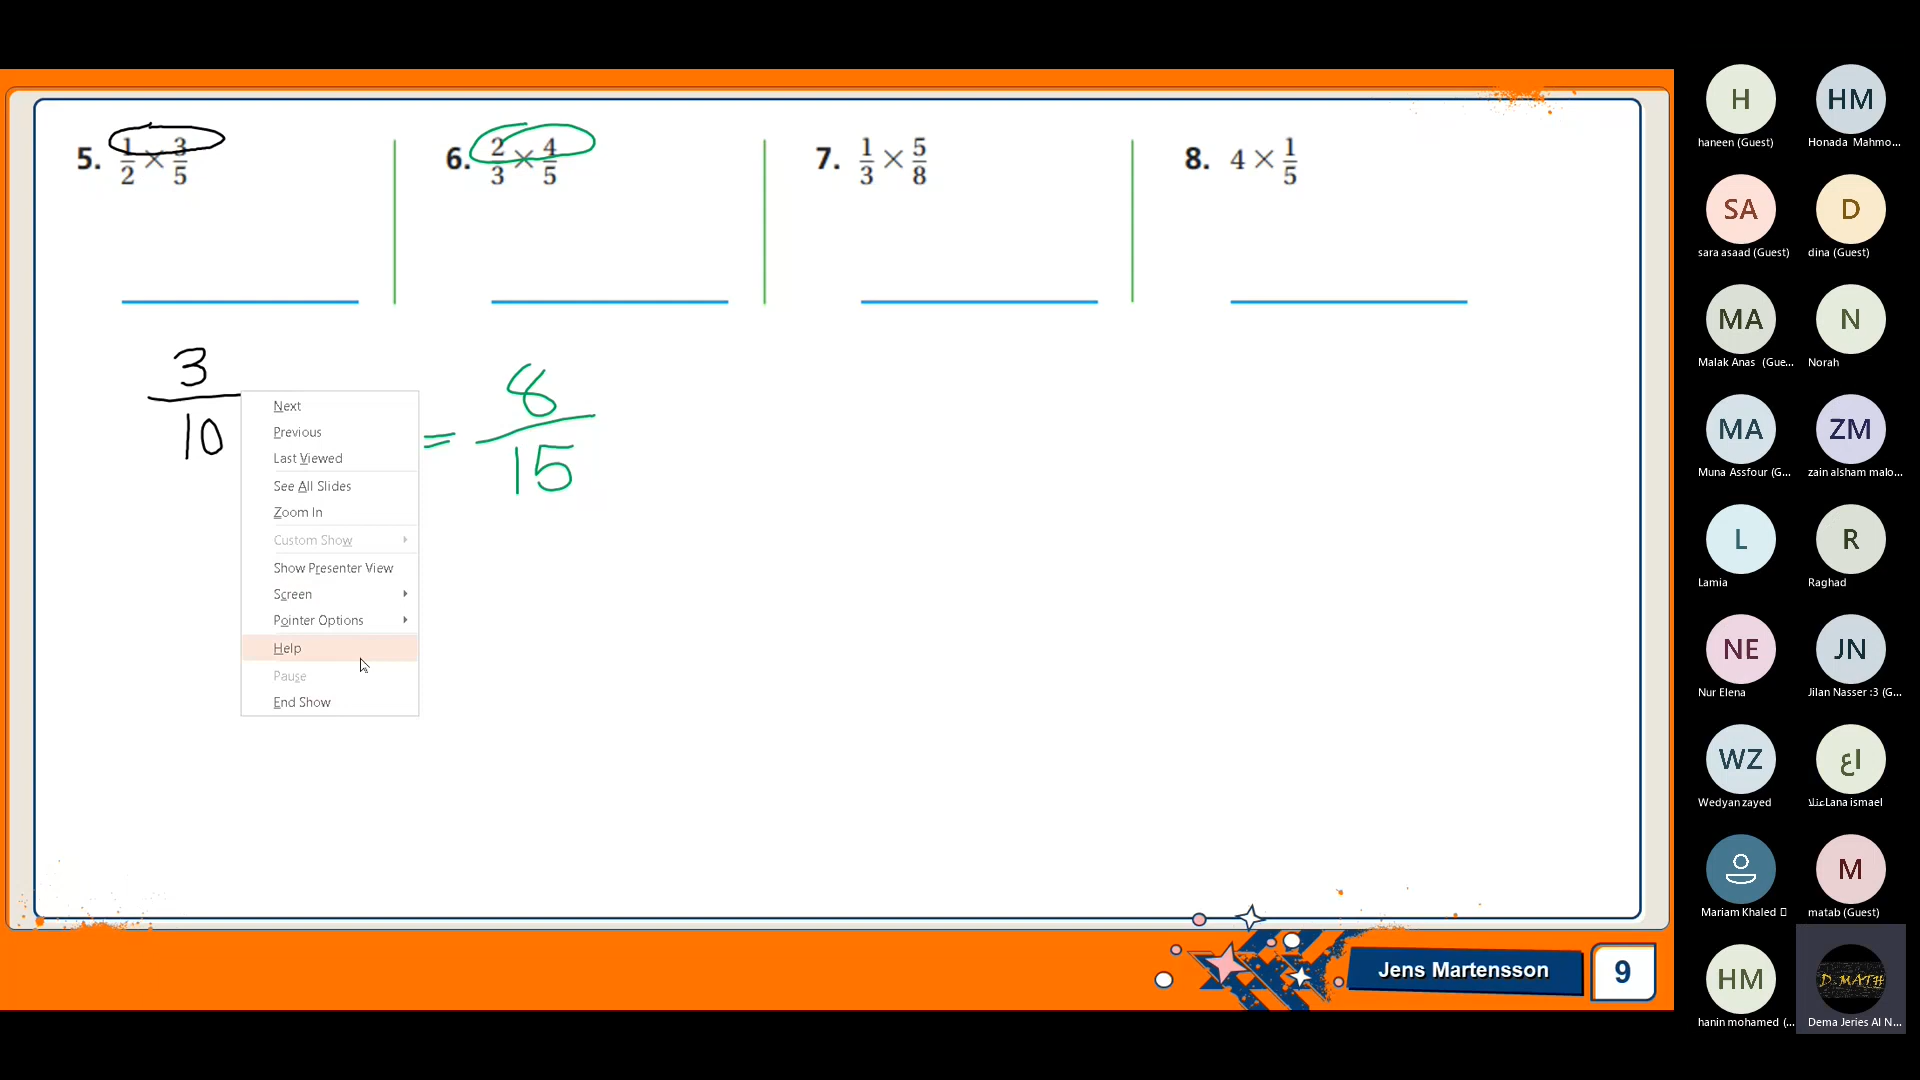 5. 1/2 × 3/5
6. 2/3 × 4/5
7. 1/3 × 5/8
8. 4 × 1/5
3/10
= 8/15
Next
Previous
Last Viewed
See All Slides
Zoom In
Custom Show
Show Presenter View
Screen
Pointer Options
Help
Pause
End Show
Jens Martensson
9
H
haneen (Guest)
HM
Honada Mahmo...
SA
sara asaad (Guest)
D
dina (Guest)
MA
Malak Anas (Gue...
N
Norah
MA
Muna Assfour (G...
ZM
zain alsham malo...
L
Lamia
R
Raghad
NE
Nur Elena
JN
Jilan Nasser :3 (G...
WZ
Wedyan zayed
اع
Lana ismael
Mariam Khaled
M
matab (Guest)
HM
hanin mohamed (...
D. MATH
Dema Jeries Al N...